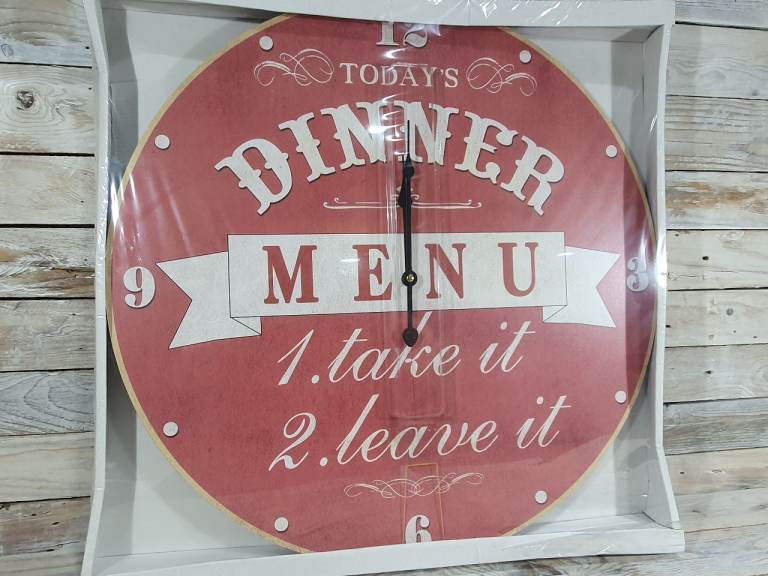 12
TODAY'S
DINNER
MENU
9 3
1. take it
2. leave it
6